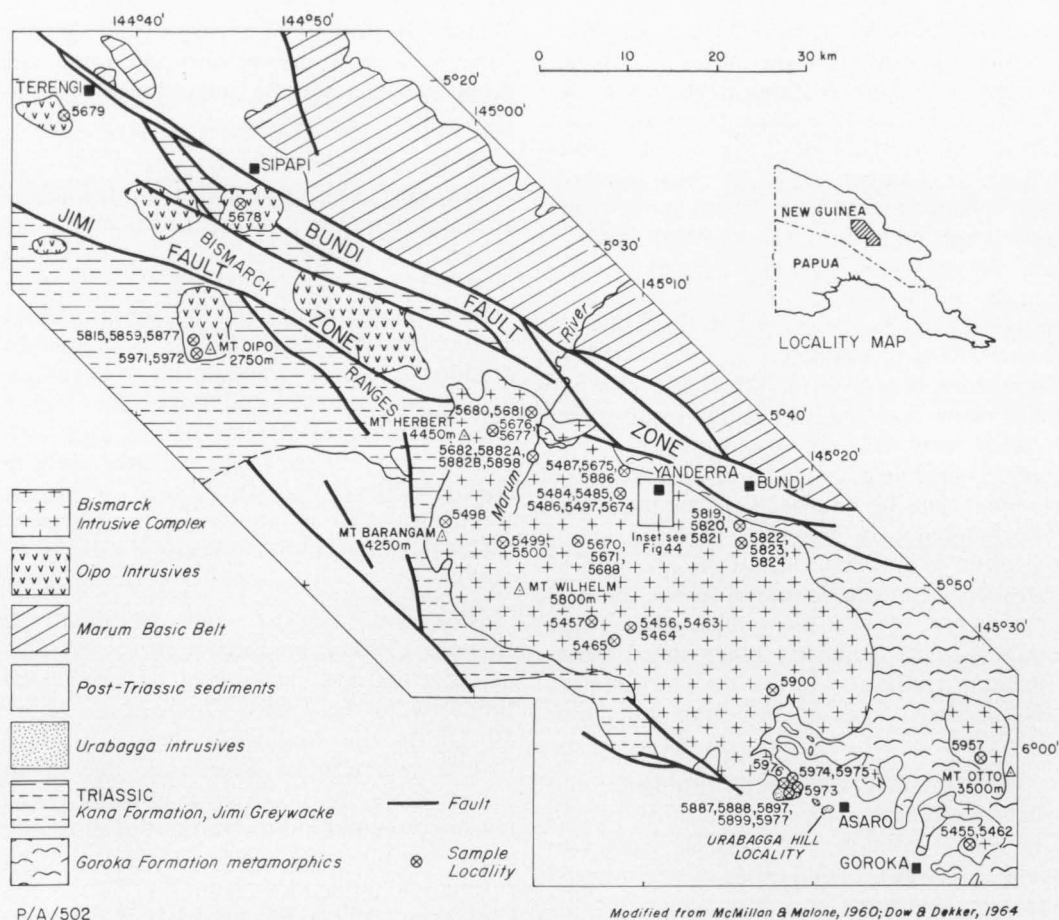 144°40'
144°50'
0 10 20 30 km
5°20'
145°00'
TERENGI
5679
SIPAPI
5678
NEW GUINEA
PAPUA
LOCALITY MAP
5°30'
145°10'
JIMI FAULT ZONE
BISMARCK RANGES
BUNDI FAULT ZONE
River
Marum
5815,5859,5877
5971,5972
MT OIPO
2750m
5°40'
145°20'
MT HERBERT
4450m
5680,5681
5676,
5677
5682,5882A,
5882B,5898
5487,5675,
5886
YANDERRA
BUNDI
5484,5485,
5486,5497,5674
Inset see
Fig44
5819,
5820,
5821
5822,
5823,
5824
5498
MT BARANGAM
4250m
5499,
5500
5670,
5671,
5688
MT WILHELM
5800m
5°50'
145°30'
5457
5456,5463
5464
5465
5900
6°00'
5957
MT OTTO
3500m
5976
5974,5975
5973
5887,5888,5897,
5899,5977
URABAGGA HILL
LOCALITY
ASARO
5455,5462
GOROKA
Bismarck
Intrusive Complex
Oipo Intrusives
Marum Basic Belt
Post-Triassic sediments
Urabagga intrusives
TRIASSIC
Kana Formation, Jimi Greywacke
Goroka Formation metamorphics
Fault
Sample
Locality
P/A/502
Modified from McMillan & Malone, 1960; Dow & Dekker, 1964